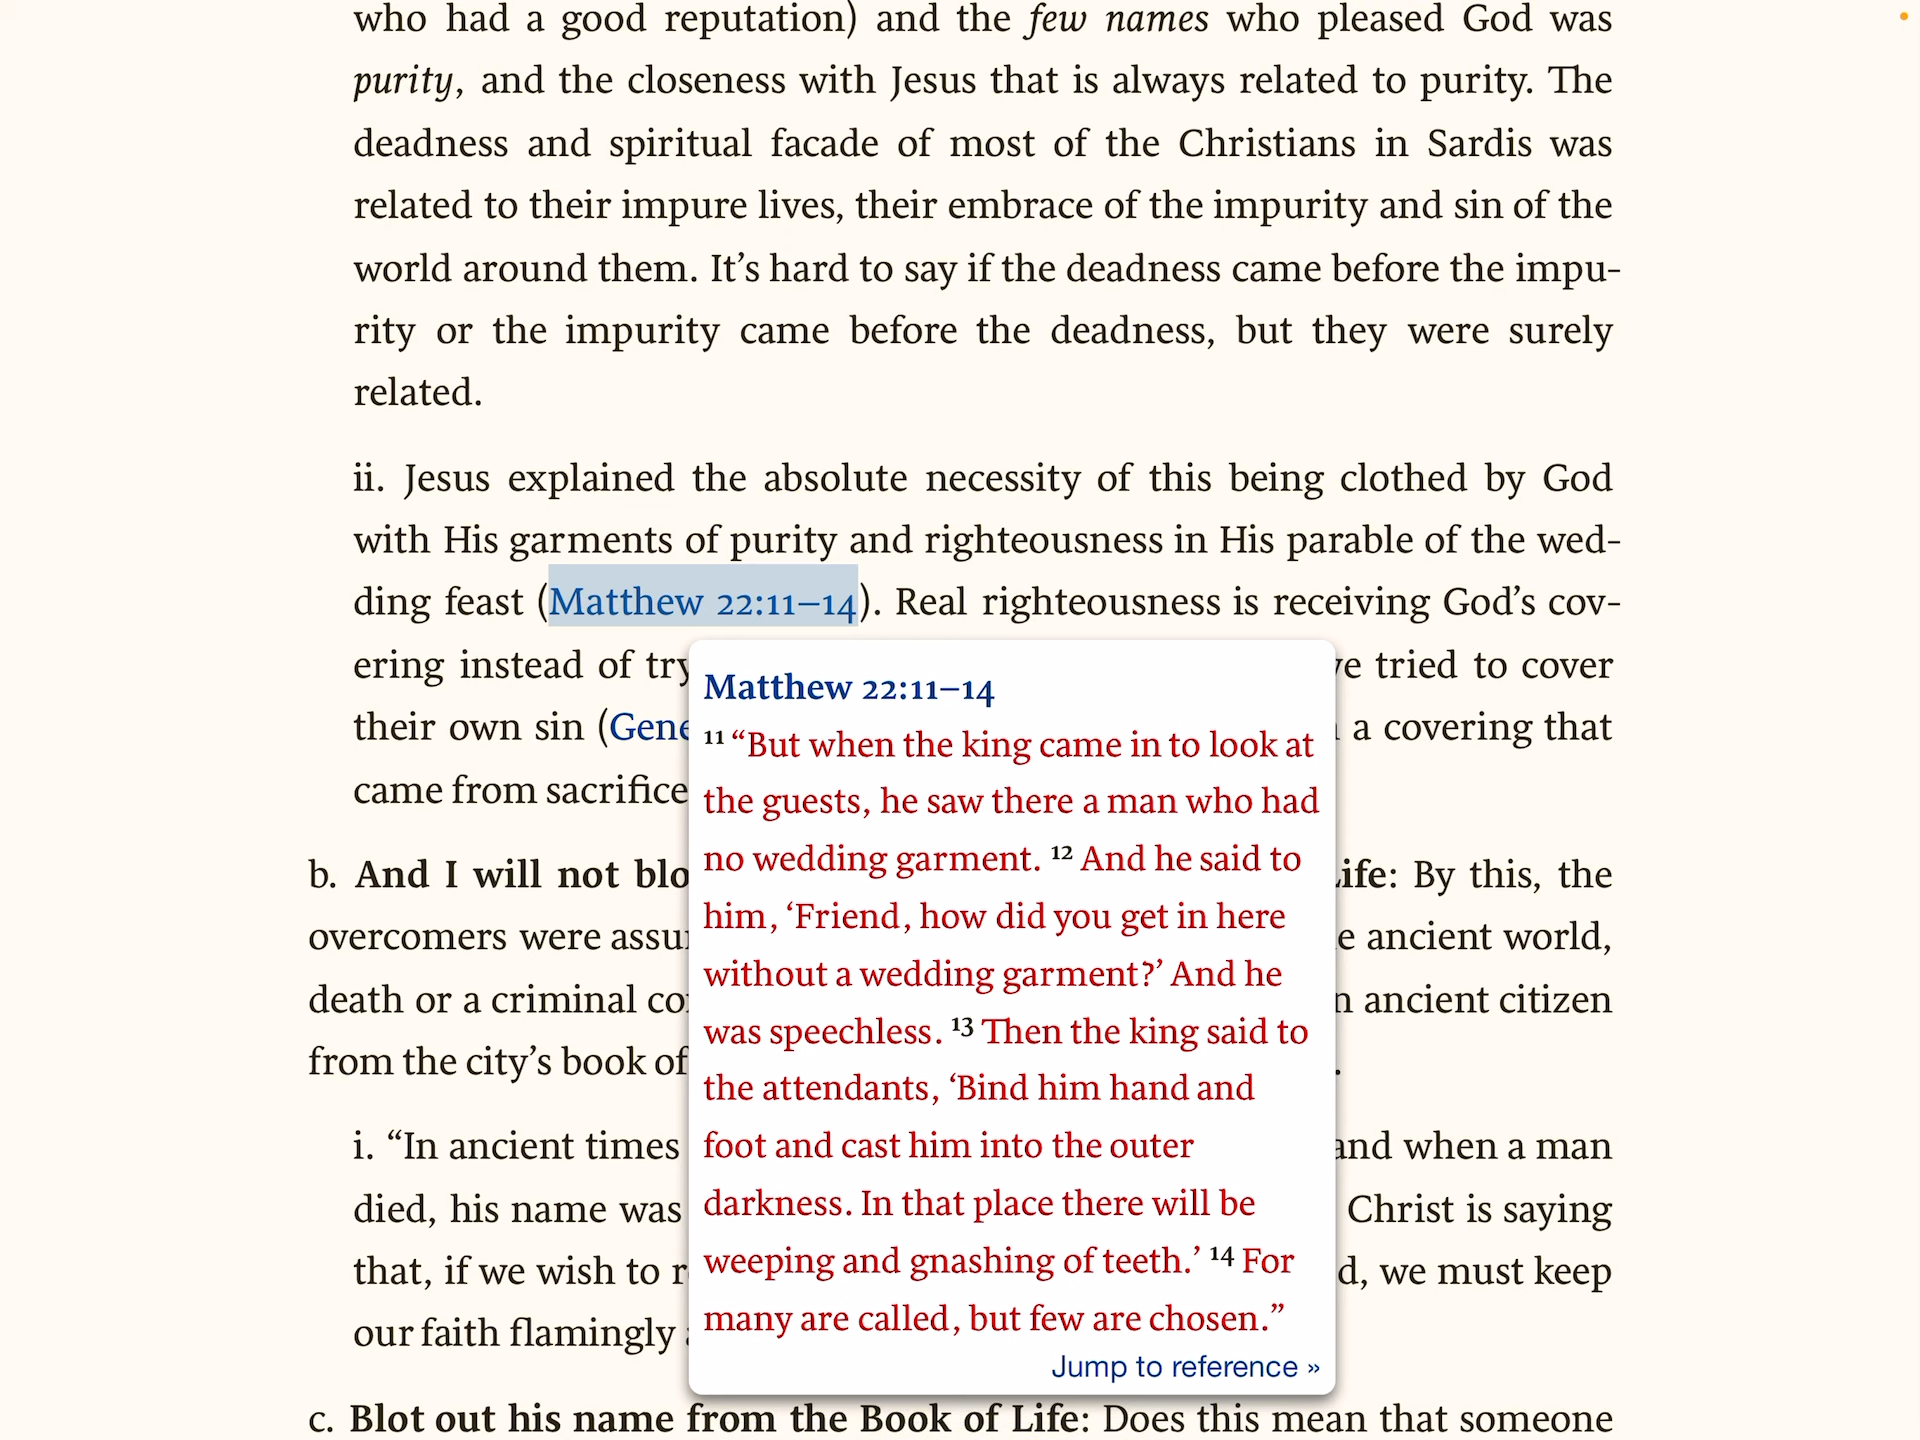 who had a good reputation) and the few names who pleased God was
purity, and the closeness with Jesus that is always related to purity. The
deadness and spiritual facade of most of the Christians in Sardis was
related to their impure lives, their embrace of the impurity and sin of the
world around them. It’s hard to say if the deadness came before the impu-
rity or the impurity came before the deadness, but they were surely
related.
ii. Jesus explained the absolute necessity of this being clothed by God
with His garments of purity and righteousness in His parable of the wed-
ding feast (Matthew 22:11–14). Real righteousness is receiving God’s cov-
ering instead of tried to cover
their own sin ( a covering that
came from sacrifice
b. And I will not Life: By this, the
overcomers were ancient world,
death or a criminal ancient citizen
from the city’s book of
i. “In ancient times and when a man
died, his name was Christ is saying
that, if we wish to we must keep
our faith flamingly
c. Blot out his name from the Book of Life: Does this mean that someone
Matthew 22:11–14
11 “But when the king came in to look at
the guests, he saw there a man who had
no wedding garment. 12 And he said to
him, ‘Friend, how did you get in here
without a wedding garment?’ And he
was speechless. 13 Then the king said to
the attendants, ‘Bind him hand and
foot and cast him into the outer
darkness. In that place there will be
weeping and gnashing of teeth.’ 14 For
many are called, but few are chosen.”
Jump to reference »